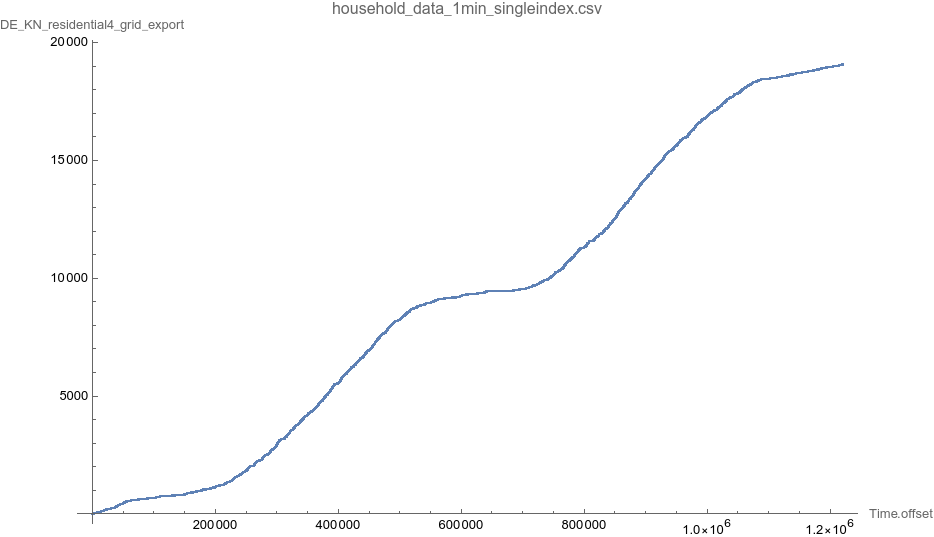 household_data_1min_singleindex.csv
DE_KN_residential4_grid_export
20000
15000
10000
5000
200000 400000 600000 800000 1.0×10⁶ 1.2×10⁶
Time.offset